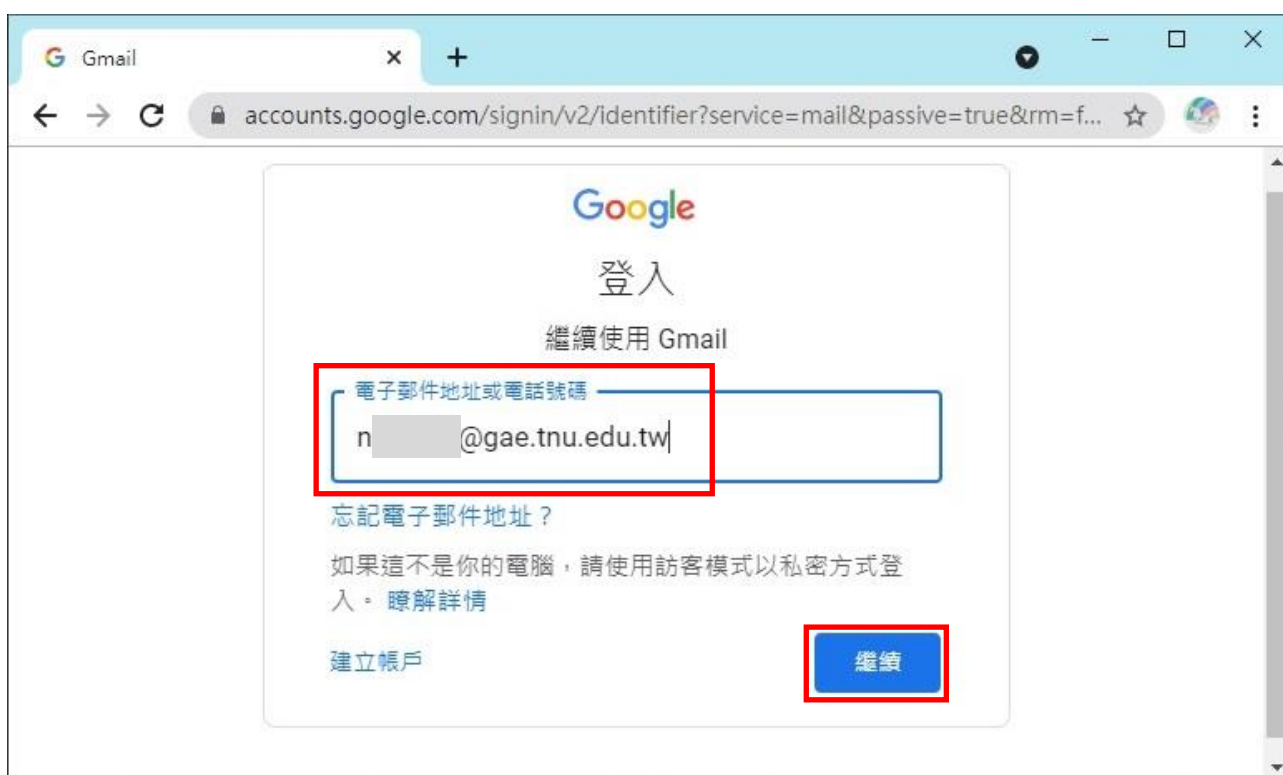 Gmail
accounts.google.com/signin/v2/identifier?service=mail&passive=true&rm=f...
Google
登入
繼續使用 Gmail
電子郵件地址或電話號碼
n @gae.tnu.edu.tw
忘記電子郵件地址？
如果這不是你的電腦，請使用訪客模式以私密方式登
入。 瞭解詳情
建立帳戶
繼續